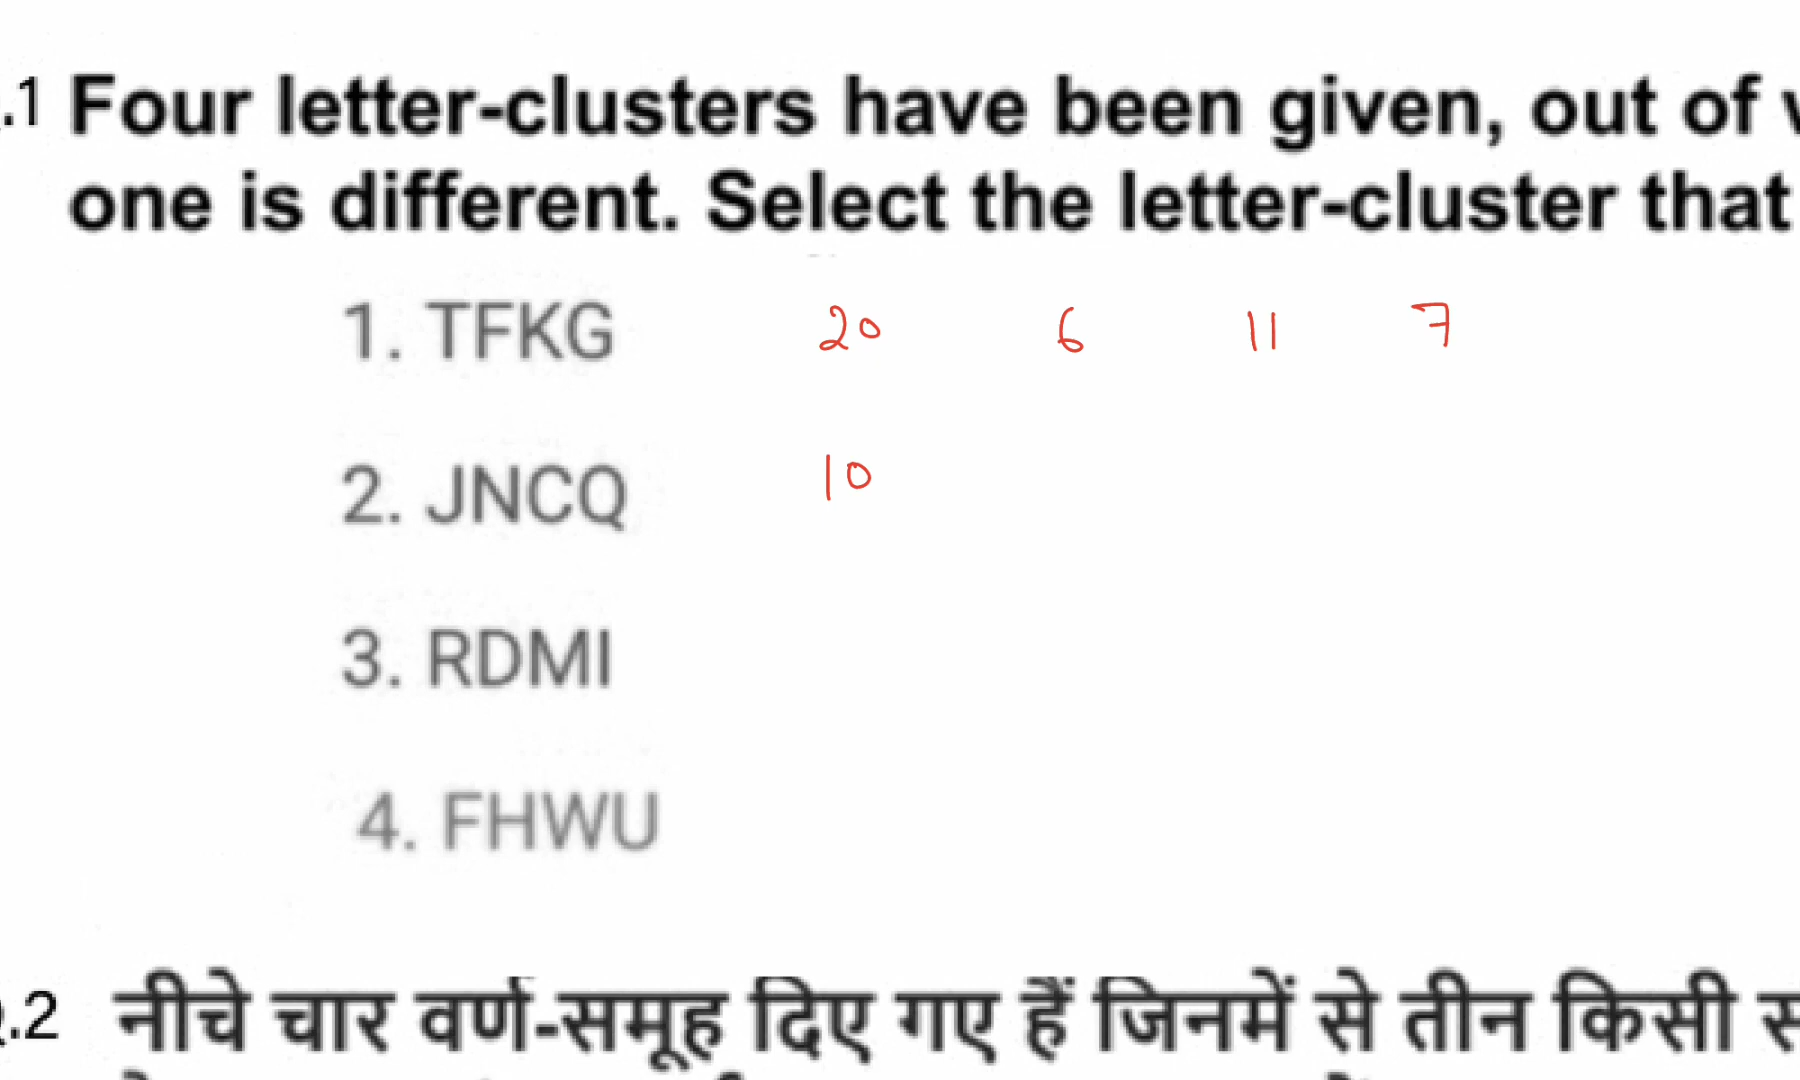 .1 Four letter-clusters have been given, out of
one is different. Select the letter-cluster that
1. TFKG 20 6 11 7
2. JNCQ 10
3. RDMI
4. FHWU
.2 नीचे चार वर्ण-समूह दिए गए हैं जिनमें से तीन किसी